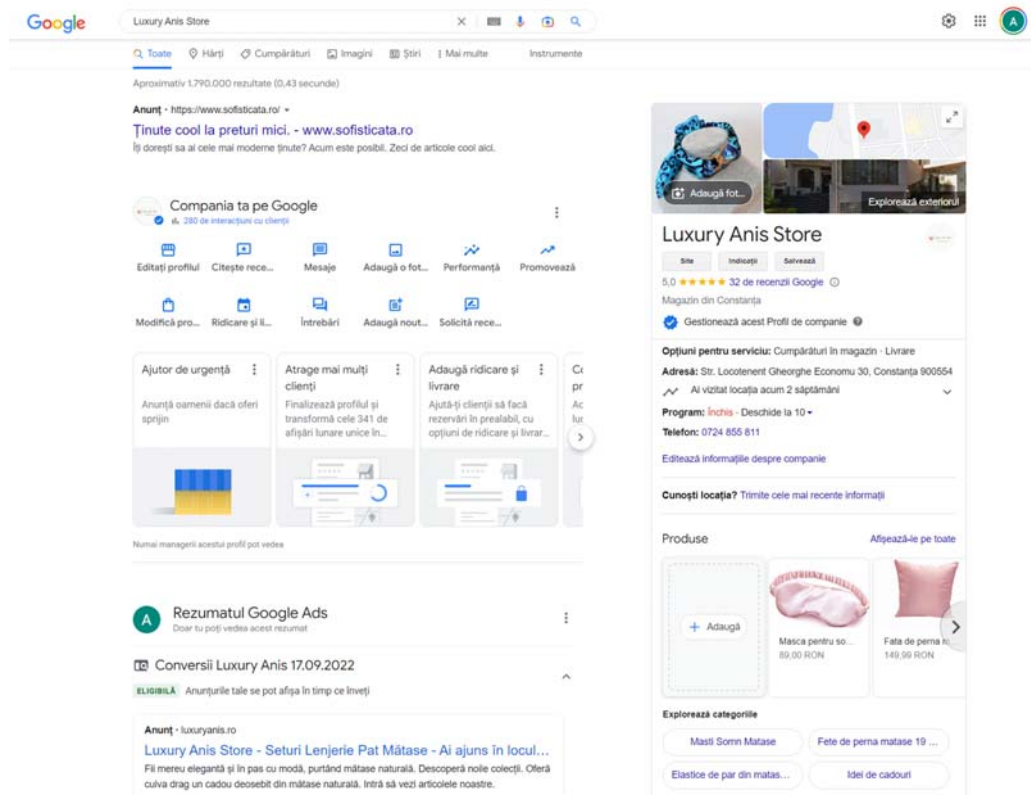 Google
Luxury Anis Store
A
Toate
Hărți
Cumpărături
Imagini
Știri
Mai multe
Instrumente
Aproximativ 1.790.000 rezultate (0,43 secunde)
Anunț · https://www.sofisticata.ro/
Ținute cool la preturi mici. - www.sofisticata.ro
Îți dorești sa ai cele mai moderne ținute? Acum este posibil. Zeci de articole cool aici.
Compania ta pe Google
280 de interacțiuni cu clienții
Editați profilul
Citește rece...
Mesaje
Adaugă o fot...
Performanță
Promovează
Modifică pro...
Ridicare și li...
Întrebări
Adaugă nout...
Solicită rece...
Ajutor de urgență
Anunță oamenii dacă oferi
sprijin
Atrage mai mulți
clienți
Finalizează profilul și
transformă cele 341 de
afișări lunare unice în...
Adaugă ridicare și
livrare
Ajută-ți clienții să facă
rezervări în prealabil, cu
opțiuni de ridicare și livrar...
Numai managerii acestui profil pot vedea
A
Rezumatul Google Ads
Doar tu poți vedea acest rezumat
Conversii Luxury Anis 17.09.2022
ELIGIBILĂ Anunțurile tale se pot afișa în timp ce înveți
Anunț · luxuryanis.ro
Luxury Anis Store - Seturi Lenjerie Pat Mătase - Ai ajuns în locul...
Fii mereu elegantă și în pas cu modă, purtând mătase naturală. Descoperă noile colecții. Oferă
cuiva drag un cadou deosebit din mătase naturală. Intră să vezi articolele noastre.
Adaugă fot...
Explorează exteriorul
Luxury Anis Store
Site
Indicații
Salvează
5,0 ★★★★★ 32 de recenzii Google
Magazin din Constanța
Gestionează acest Profil de companie
Opțiuni pentru serviciu: Cumpărături în magazin · Livrare
Adresă: Str. Locotenent Gheorghe Economu 30, Constanța 900554
Ai vizitat locația acum 2 săptămâni
Program: Închis · Deschide la 10
Telefon: 0724 855 811
Editează informațiile despre companie
Cunoști locația? Trimite cele mai recente informații
Produse
Afișează-le pe toate
+ Adaugă
Masca pentru so...
89,00 RON
Fata de perna
149,99 RON
Explorează categoriile
Masti Somn Matase
Fete de perna matase 19 ...
Elastice de par din matas...
Idei de cadouri